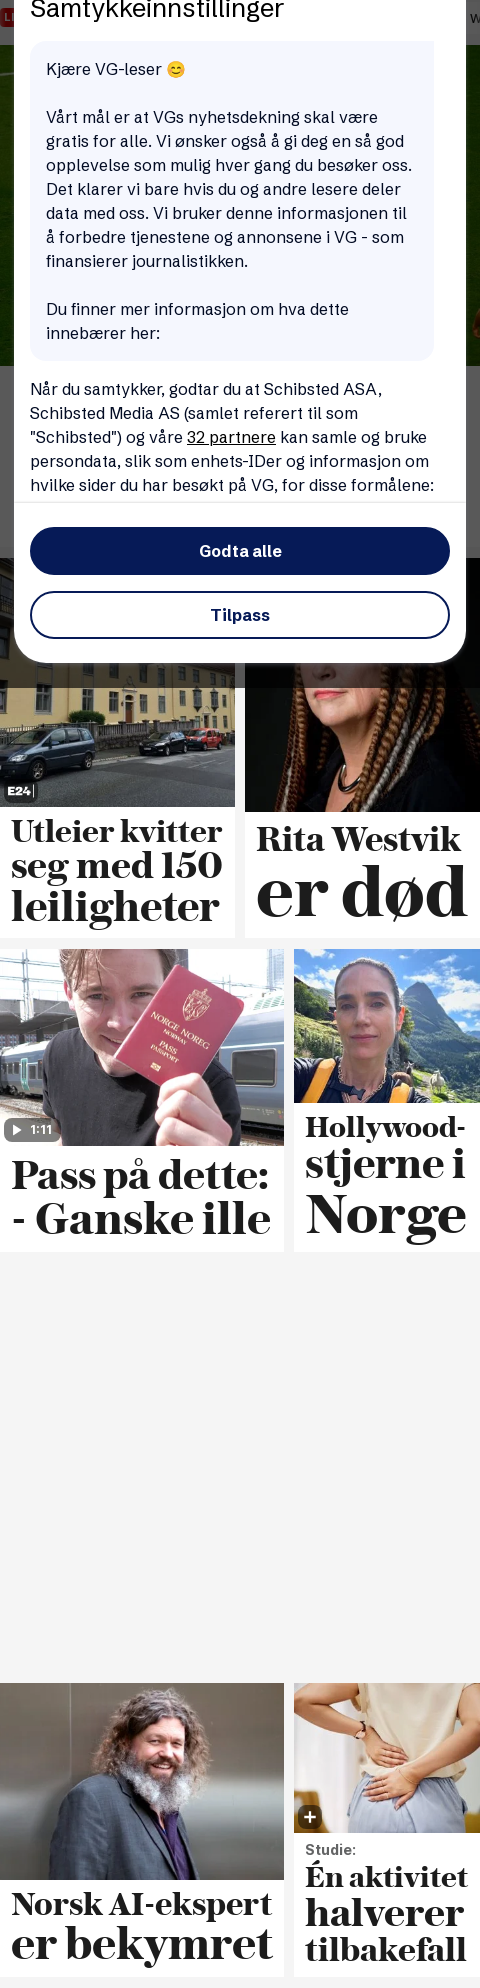 Samtykkeinnstillinger
Kjære VG-leser 😊
Vårt mål er at VGs nyhetsdekning skal være
gratis for alle. Vi ønsker også å gi deg en så god
opplevelse som mulig hver gang du besøker oss.
Det klarer vi bare hvis du og andre lesere deler
data med oss. Vi bruker denne informasjonen til
å forbedre tjenestene og annonsene i VG - som
finansierer journalistikken.
Du finner mer informasjon om hva dette
innebærer her:
Når du samtykker, godtar du at Schibsted ASA,
Schibsted Media AS (samlet referert til som
"Schibsted") og våre 32 partnere kan samle og bruke
persondata, slik som enhets-IDer og informasjon om
hvilke sider du har besøkt på VG, for disse formålene:
Godta alle
Tilpass
E24
Utleier kvitter
seg med 150
leiligheter
Rita Westvik
er død
NORGE NOREG
NORWAY
PASS
PASSPORT
1:11
Pass på dette:
- Ganske ille
Hollywood-
stjerne i
Norge
Norsk AI-ekspert
er bekymret
Studie:
Én aktivitet
halverer
tilbakefall